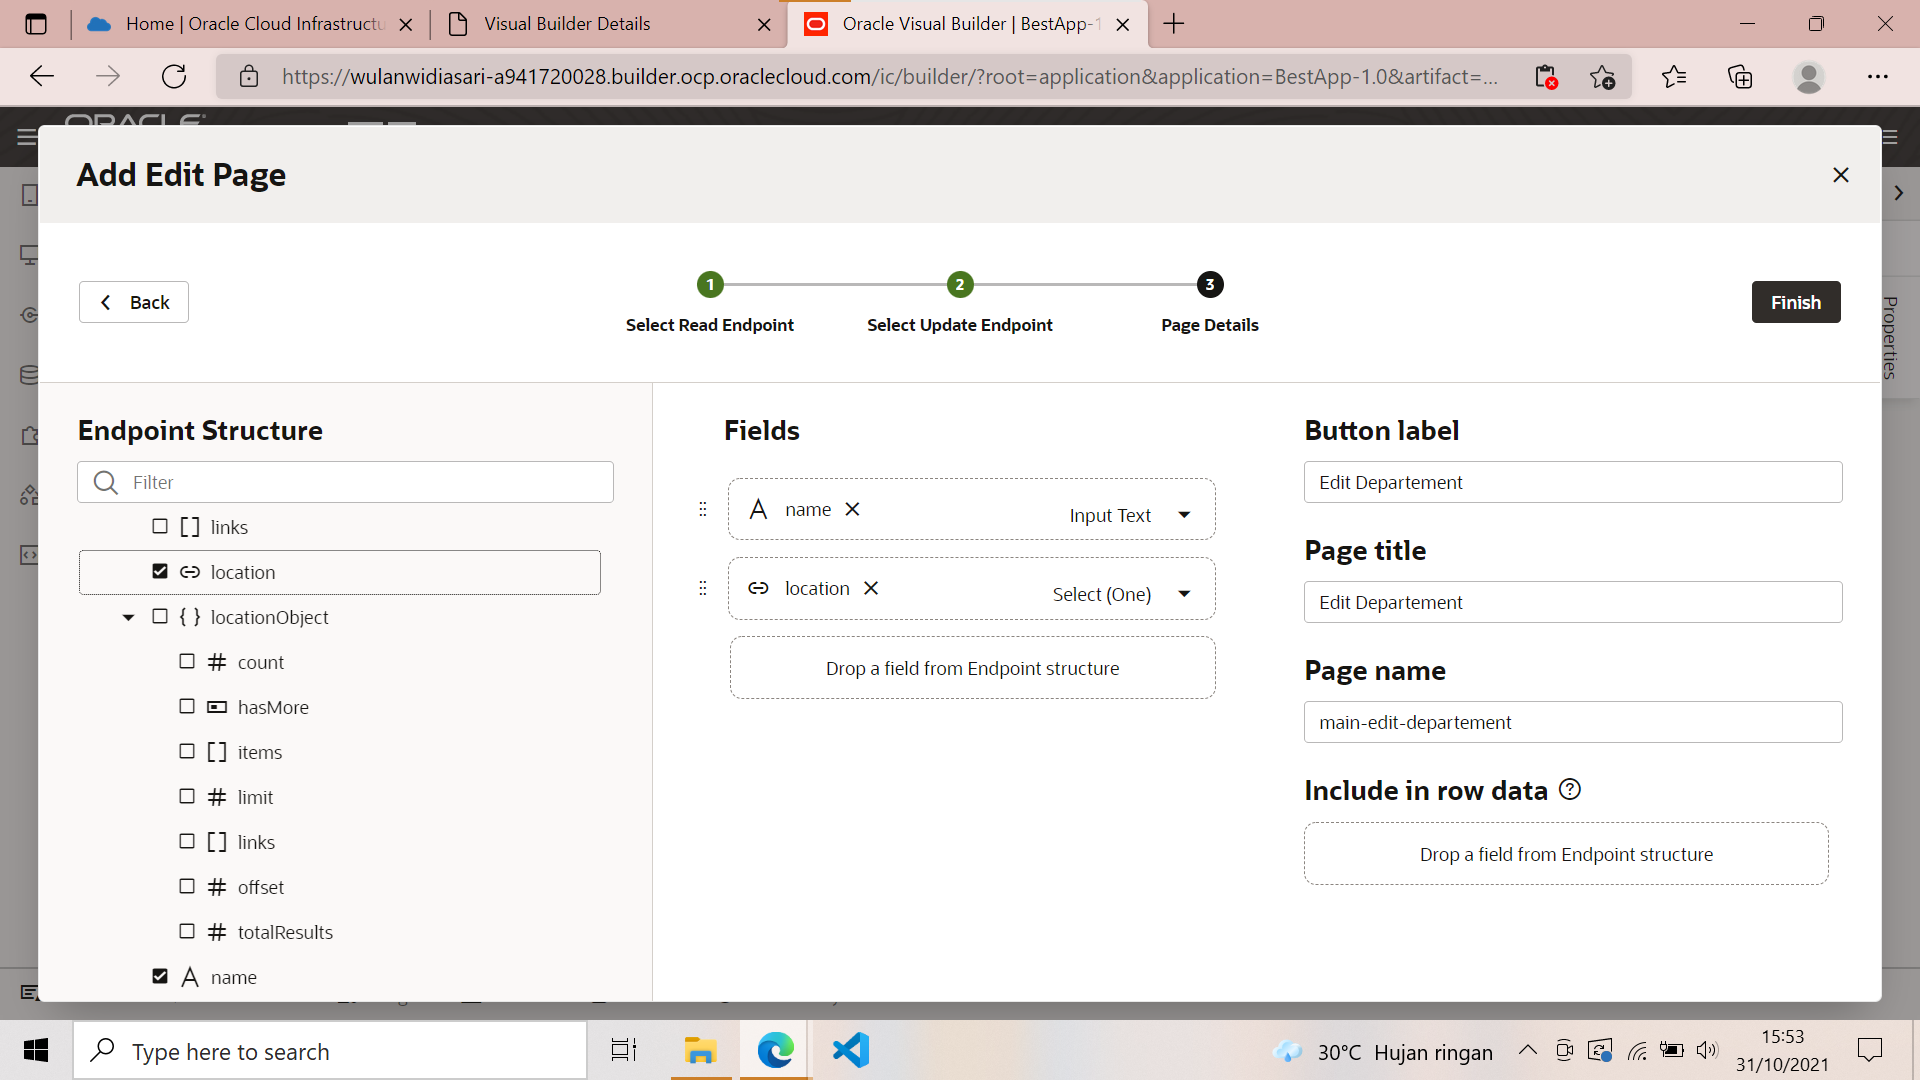 Home | Oracle Cloud Infrastructu
Visual Builder Details
Oracle Visual Builder | BestApp-1
https://wulanwidiasari-a941720028.builder.ocp.oraclecloud.com/ic/builder/?root=application&application=BestApp-1.0&artifact=...
ORACLE
Add Edit Page
Back
1
2
3
Select Read Endpoint
Select Update Endpoint
Page Details
Finish
Properties
Endpoint Structure
Filter
links
location
locationObject
count
hasMore
items
limit
links
offset
totalResults
name
Fields
name
Input Text
location
Select (One)
Drop a field from Endpoint structure
Button label
Edit Departement
Page title
Edit Departement
Page name
main-edit-departement
Include in row data
Drop a field from Endpoint structure
Type here to search
30°C Hujan ringan
15:53
31/10/2021